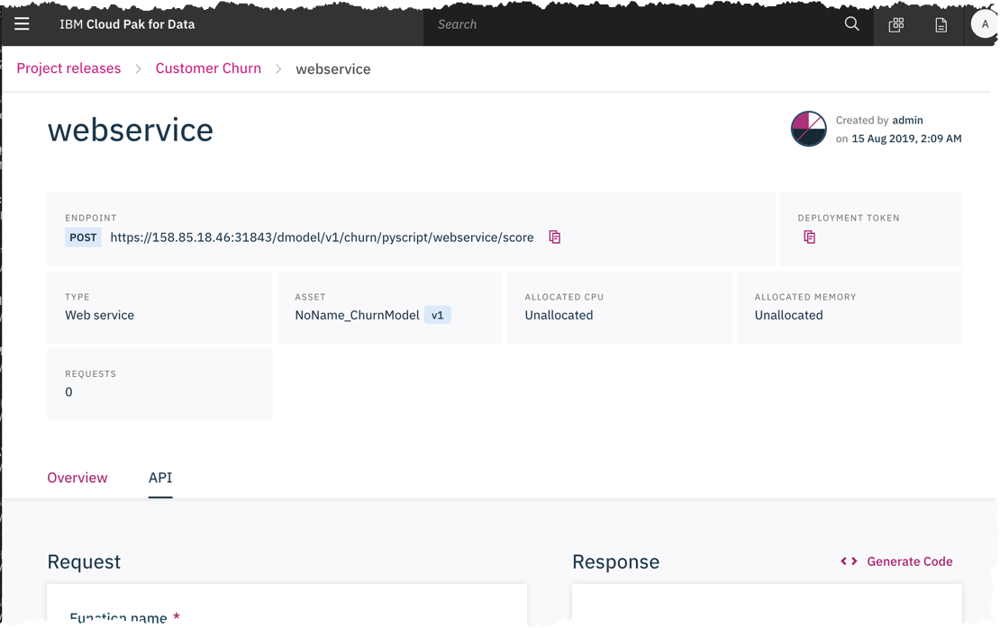 IBM Cloud Pak for Data
Search
A
Project releases > Customer Churn > webservice
webservice
Created by admin
on 15 Aug 2019, 2:09 AM
ENDPOINT
POST https://158.85.18.46:31843/dmodel/v1/churn/pyscript/webservice/score
DEPLOYMENT TOKEN
TYPE
Web service
ASSET
NoName_ChurnModel v1
ALLOCATED CPU
Unallocated
ALLOCATED MEMORY
Unallocated
REQUESTS
0
Overview
API
Request
Response
<> Generate Code
Function name *